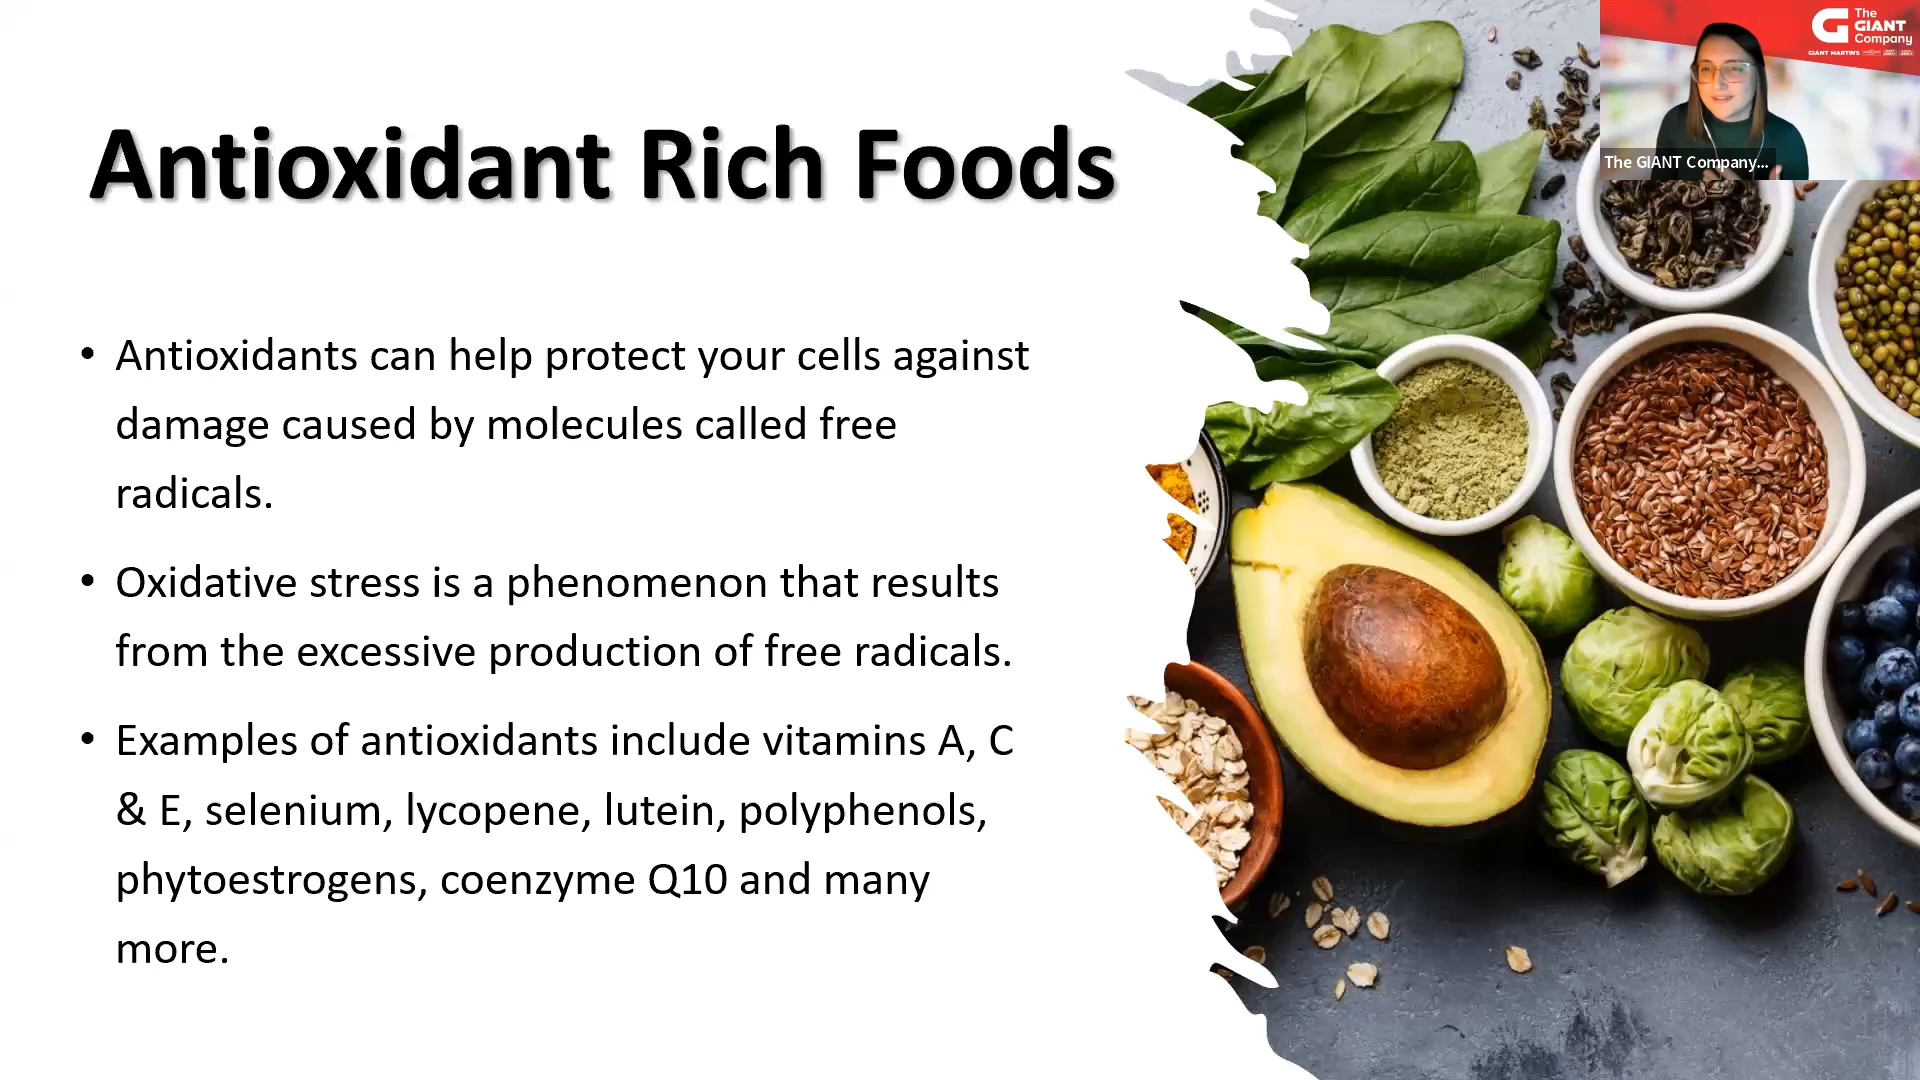 Antioxidant Rich Foods
• Antioxidants can help protect your cells against
damage caused by molecules called free
radicals.
• Oxidative stress is a phenomenon that results
from the excessive production of free radicals.
• Examples of antioxidants include vitamins A, C
& E, selenium, lycopene, lutein, polyphenols,
phytoestrogens, coenzyme Q10 and many
more.
The
GIANT
Company
GIANT MARTIN'S
The GIANT Company...